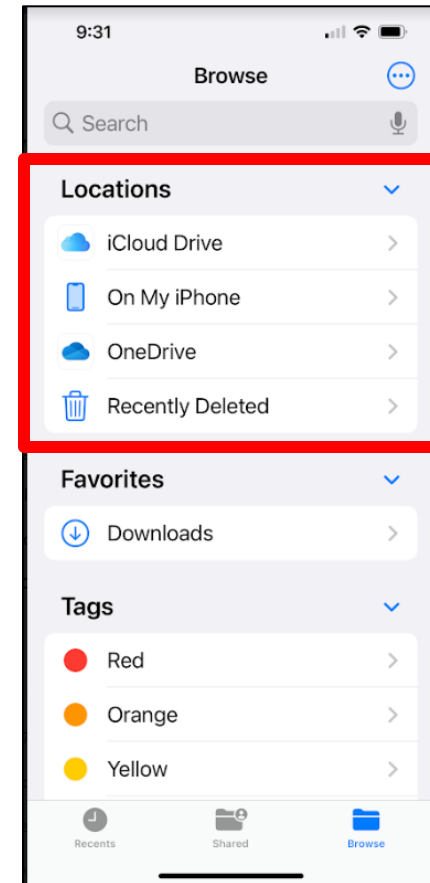 9:31
Browse
Search
Locations
iCloud Drive
On My iPhone
OneDrive
Recently Deleted
Favorites
Downloads
Tags
Red
Orange
Yellow
Recents Shared Browse